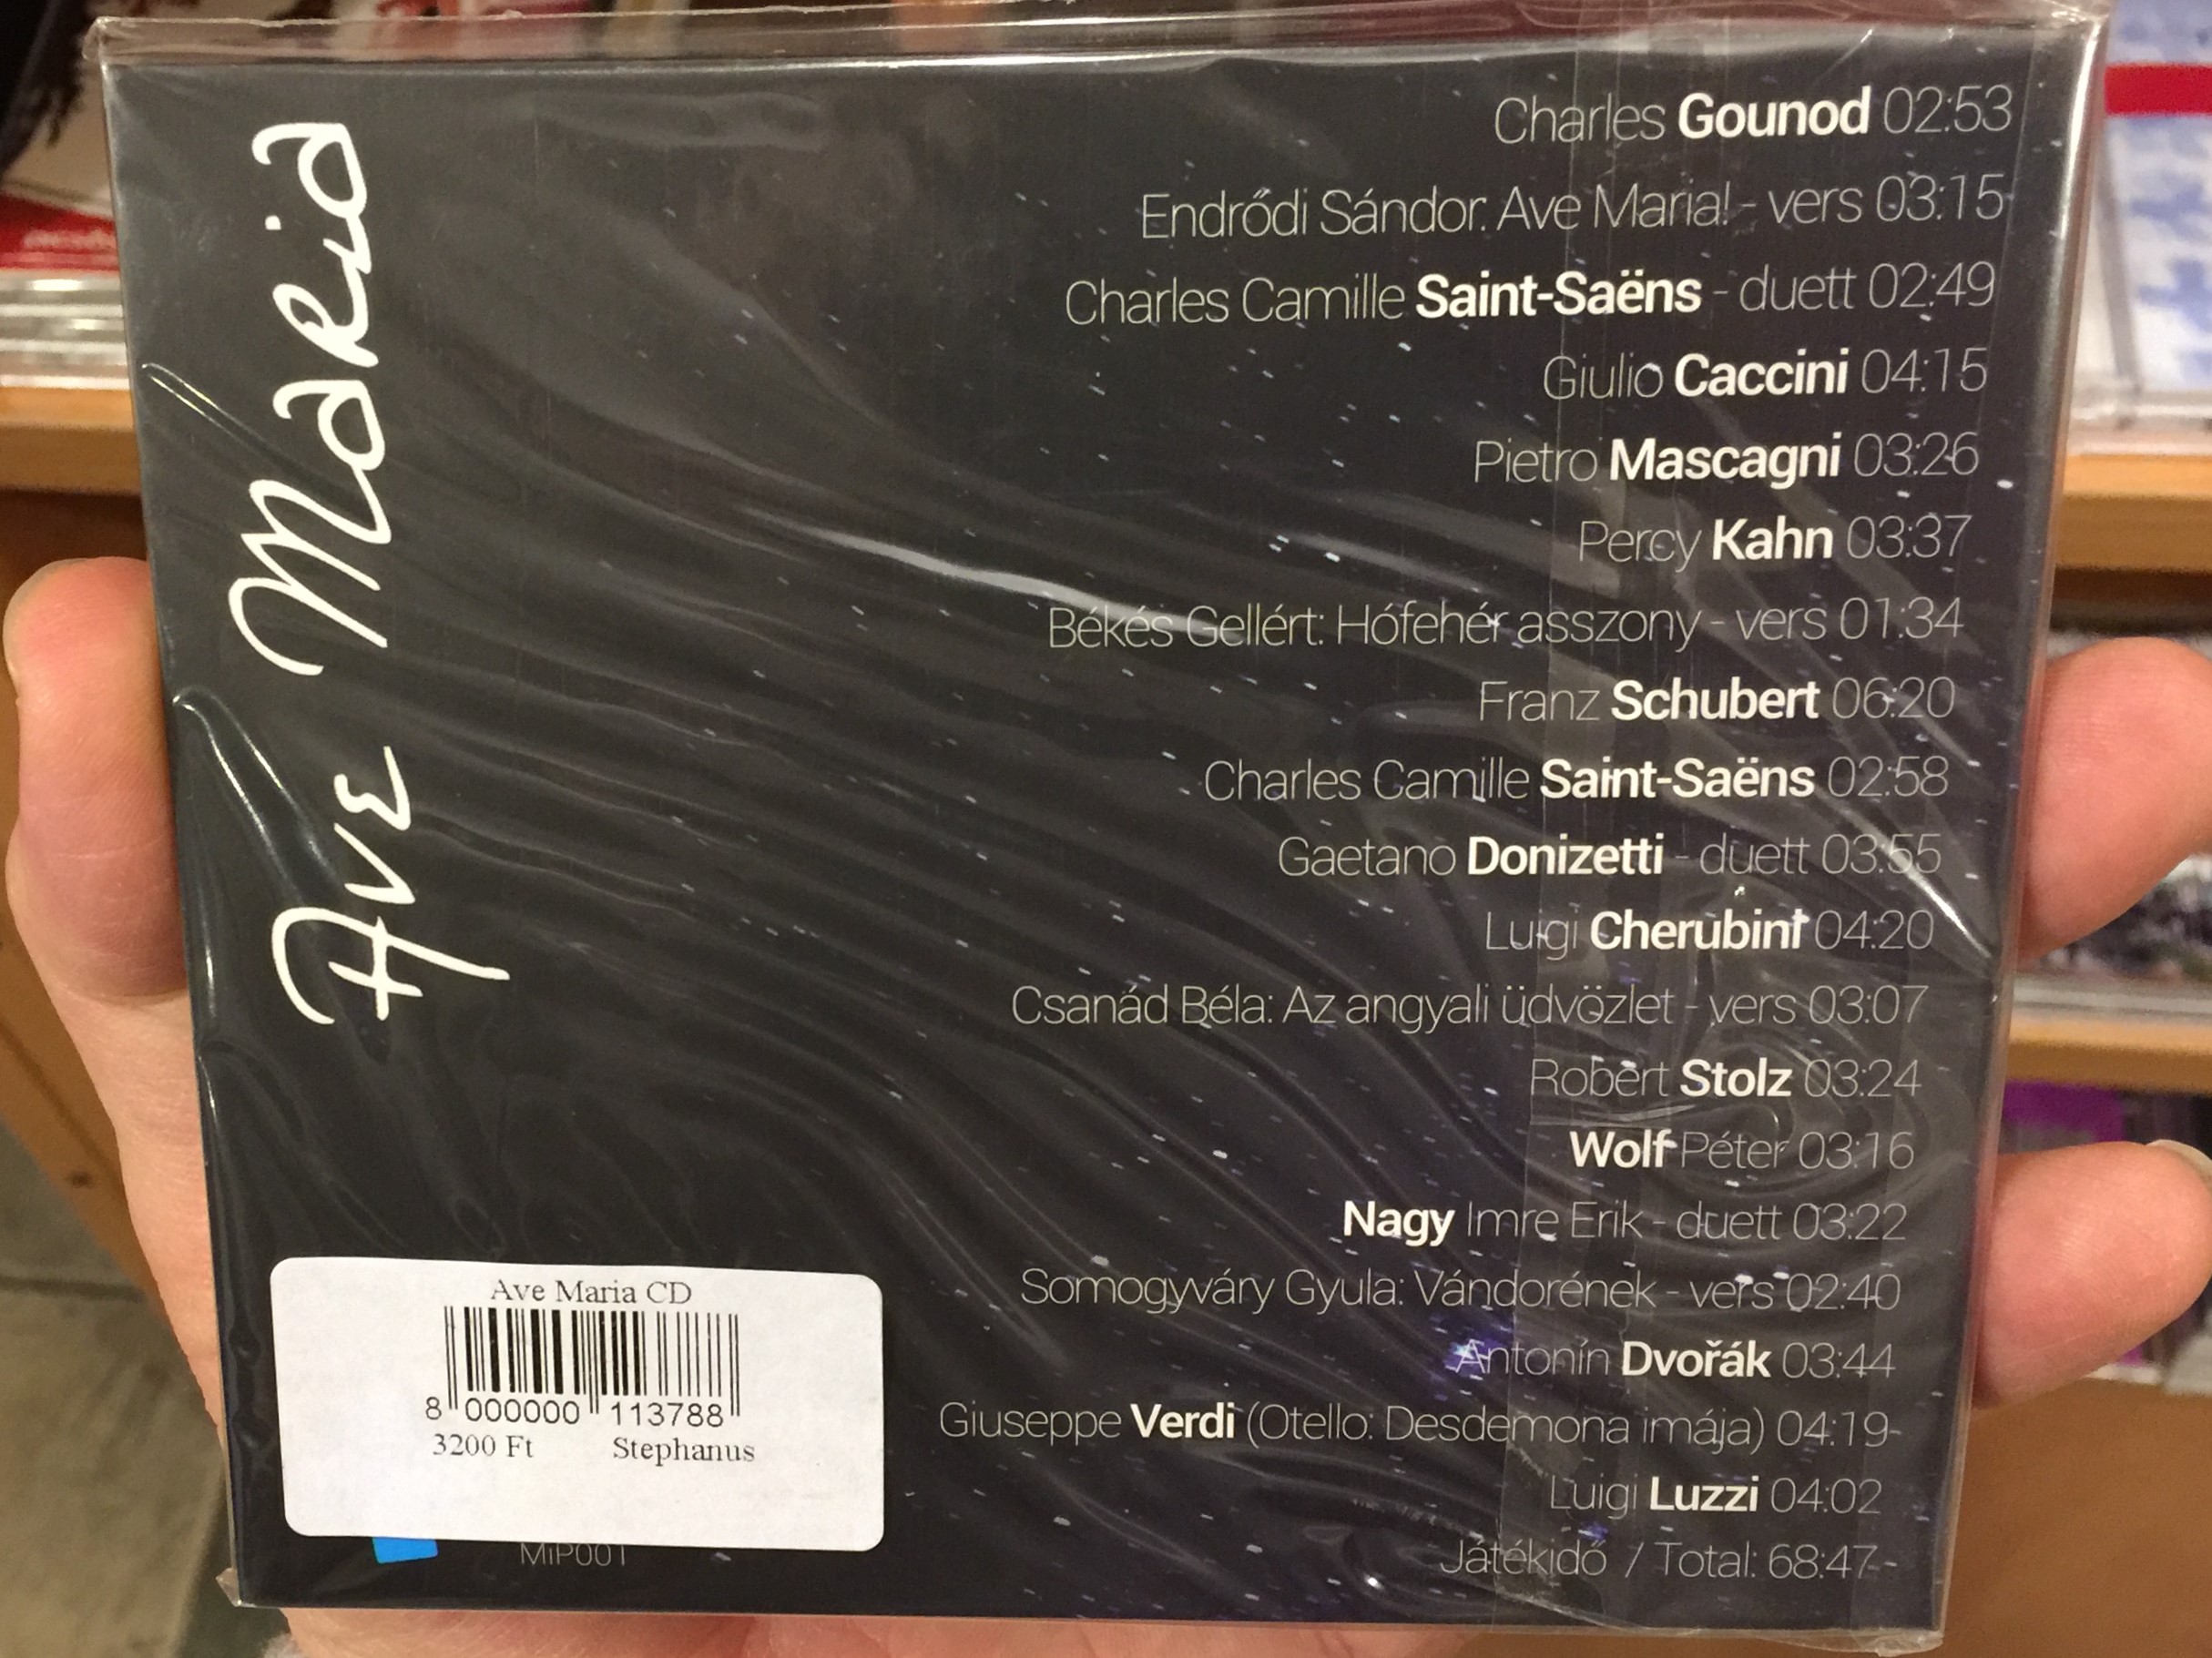 Ave Maria
Charles Gounod 02:53
Endrődi Sándor: Ave Maria! - vers 03:15
Charles Camille Saint-Saëns - duett 02:49
Giulio Caccini 04:15
Pietro Mascagni 03:26
Percy Kahn 03:37
Békés Gellért: Hófehér asszony - vers 01:34
Franz Schubert 06:20
Charles Camille Saint-Saëns 02:58
Gaetano Donizetti - duett 03:55
Luigi Cherubini 04:20
Csanád Béla: Az angyali üdvözlet - vers 03:07
Robert Stolz 03:24
Wolf Péter 03:16
Nagy Imre Erik - duett 03:22
Somogyváry Gyula: Vándorének - vers 02:40
Antonín Dvořák 03:44
Giuseppe Verdi (Otello: Desdemona imája) 04:19
Luigi Luzzi 04:02
Játékidő / Total: 68:47
Ave Maria CD
8 000000 113788
3200 Ft Stephanus
MiP001